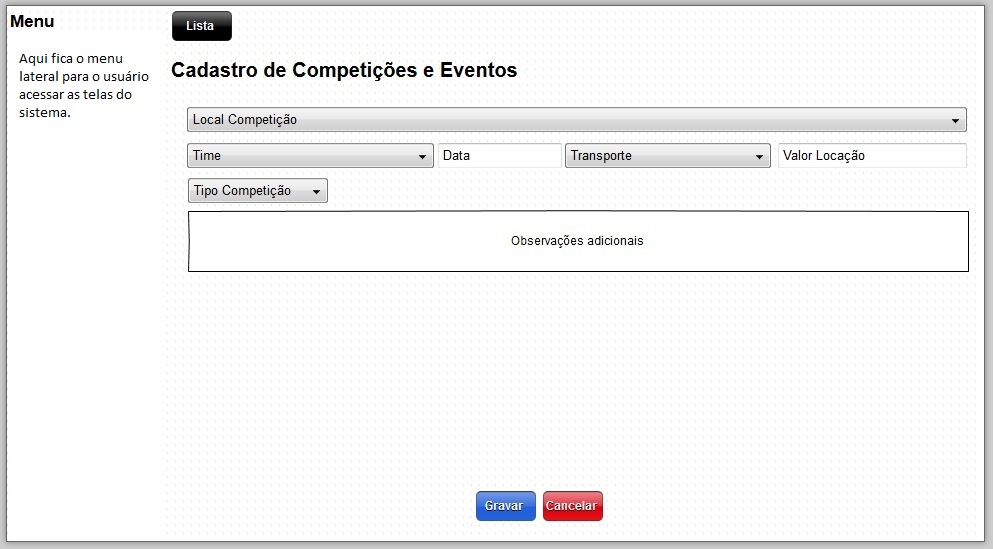 Menu
Aqui fica o menu
lateral para o usuário
acessar as telas do
sistema.
Lista
Cadastro de Competições e Eventos
Local Competição
Time
Data
Transporte
Valor Locação
Tipo Competição
Observações adicionais
Gravar
Cancelar